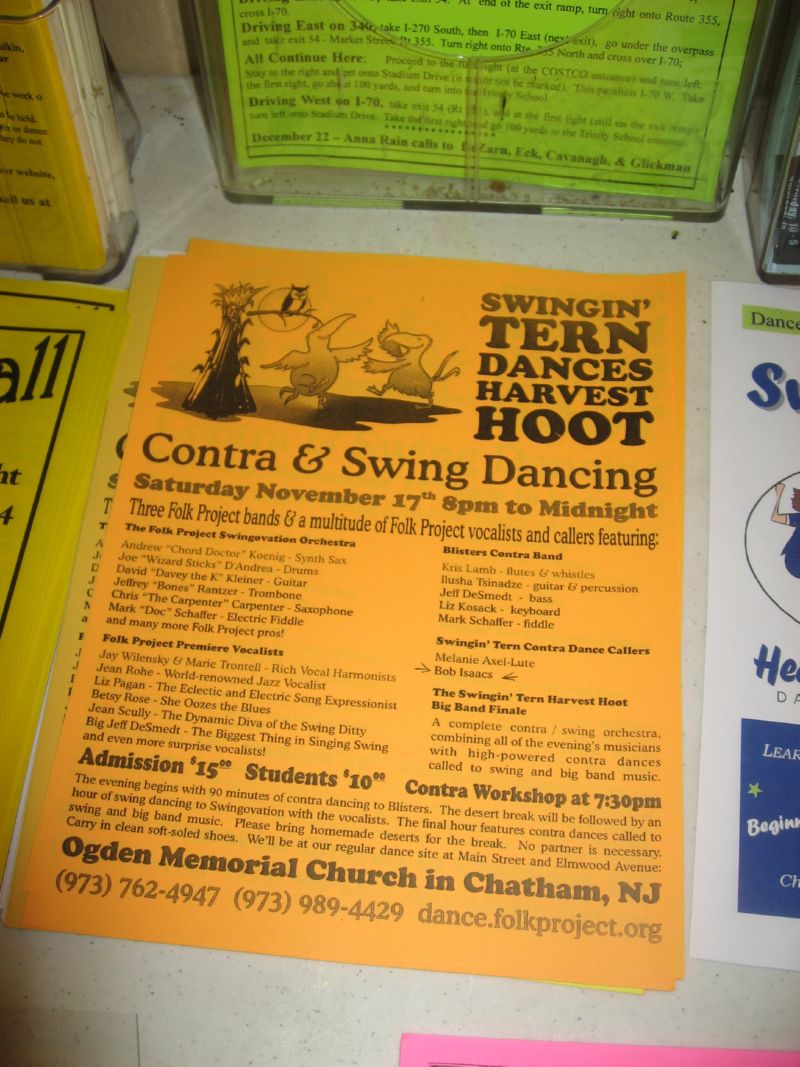 At end of the exit ramp, turn right onto Route 355,
cross I-70.
Driving East on 340, take I-270 South, then I-70 East (next exit), go under the overpass
and take exit 54 - Market Street Rt 355. Turn right onto Rte. 355 North and cross over I-70;
All Continue Here: Proceed to the first light (at the COSTCO entrance) and turn left.
Stay to the right and get onto Stadium Drive (it might not be marked). This parallels I-70 W. Take
the first right, go about 100 yards, and turn into the Trinity School.
Driving West on I-70, take exit 54 (Rt 355), and at the first light (still on the exit ramp)
turn left onto Stadium Drive. Take the first right, and go 100 yards to the Trinity School entrance.
December 22 – Anna Rain calls to DeZarn, Eck, Cavanagh, & Glickman
be held.
they do not
our website,
us at
all
SWINGIN'
TERN
DANCES
HARVEST
HOOT
Contra & Swing Dancing
Saturday November 17th 8pm to Midnight
Three Folk Project bands & a multitude of Folk Project vocalists and callers featuring:
The Folk Project Swingovation Orchestra
Andrew "Chord Doctor" Koenig - Synth Sax
Joe "Wizard Sticks" D'Andrea - Drums
David "Davey the K" Kleiner - Guitar
Jeffrey "Bones" Rantzer - Trombone
Chris "The Carpenter" Carpenter - Saxophone
Mark "Doc" Schaffer - Electric Fiddle
and many more Folk Project pros!
Folk Project Premiere Vocalists
Jay Wilensky & Marie Trontell - Rich Vocal Harmonists
Jean Rohe - World-renowned Jazz Vocalist
Liz Pagan - The Eclectic and Electric Song Expressionist
Betsy Rose - She Oozes the Blues
Jean Scully - The Dynamic Diva of the Swing Ditty
Big Jeff DeSmedt - The Biggest Thing in Singing Swing
and even more surprise vocalists!
Blisters Contra Band
Kris Lamb - flutes & whistles
Ilusha Tsinadze - guitar & percussion
Jeff DeSmedt - bass
Liz Kosack - keyboard
Mark Schaffer - fiddle
Swingin' Tern Contra Dance Callers
Melanie Axel-Lute
Bob Isaacs
The Swingin' Tern Harvest Hoot
Big Band Finale
A complete contra / swing orchestra,
combining all of the evening's musicians
with high-powered contra dances
called to swing and big band music.
Admission $15⁰⁰ Students $10⁰⁰ Contra Workshop at 7:30pm
The evening begins with 90 minutes of contra dancing to Blisters. The desert break will be followed by an
hour of swing dancing to Swingovation with the vocalists. The final hour features contra dances called to
swing and big band music. Please bring homemade deserts for the break. No partner is necessary.
Carry in clean soft-soled shoes. We'll be at our regular dance site at Main Street and Elmwood Avenue:
Ogden Memorial Church in Chatham, NJ
(973) 762-4947 (973) 989-4429 dance.folkproject.org
Dance
Sw
Hea
LEAR
Beginn
Ch